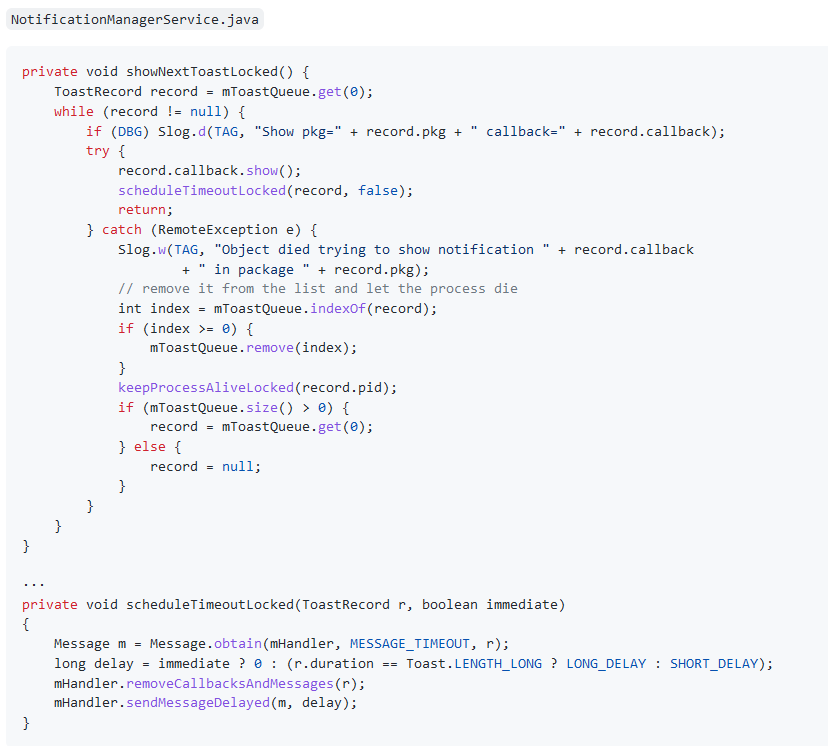 NotificationManagerService.java
private void showNextToastLocked() {
    ToastRecord record = mToastQueue.get(0);
    while (record != null) {
        if (DBG) Slog.d(TAG, "Show pkg=" + record.pkg + " callback=" + record.callback);
        try {
            record.callback.show();
            scheduleTimeoutLocked(record, false);
            return;
        } catch (RemoteException e) {
            Slog.w(TAG, "Object died trying to show notification " + record.callback
                    + " in package " + record.pkg);
            // remove it from the list and let the process die
            int index = mToastQueue.indexOf(record);
            if (index >= 0) {
                mToastQueue.remove(index);
            }
            keepProcessAliveLocked(record.pid);
            if (mToastQueue.size() > 0) {
                record = mToastQueue.get(0);
            } else {
                record = null;
            }
        }
    }
}
...
private void scheduleTimeoutLocked(ToastRecord r, boolean immediate)
{
    Message m = Message.obtain(mHandler, MESSAGE_TIMEOUT, r);
    long delay = immediate ? 0 : (r.duration == Toast.LENGTH_LONG ? LONG_DELAY : SHORT_DELAY);
    mHandler.removeCallbacksAndMessages(r);
    mHandler.sendMessageDelayed(m, delay);
}